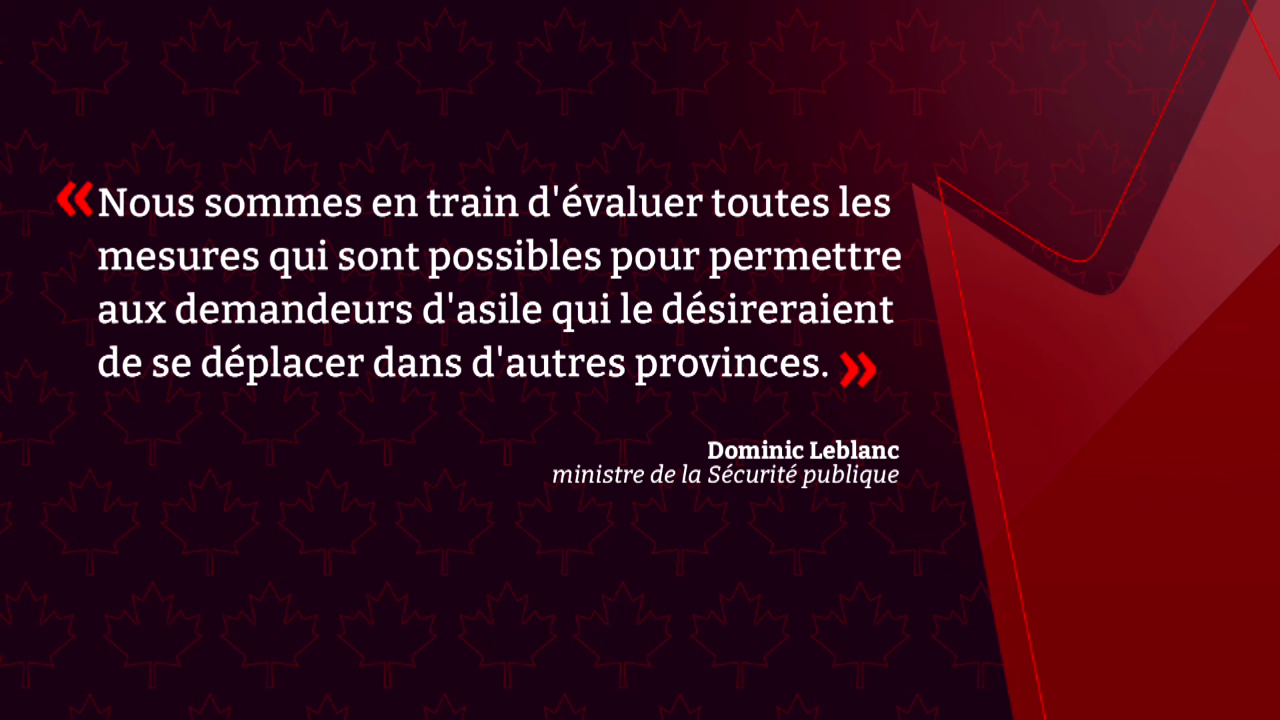 «Nous sommes en train d'évaluer toutes les
mesures qui sont possibles pour permettre
aux demandeurs d'asile qui le désireraient
de se déplacer dans d'autres provinces. »
Dominic Leblanc
ministre de la Sécurité publique